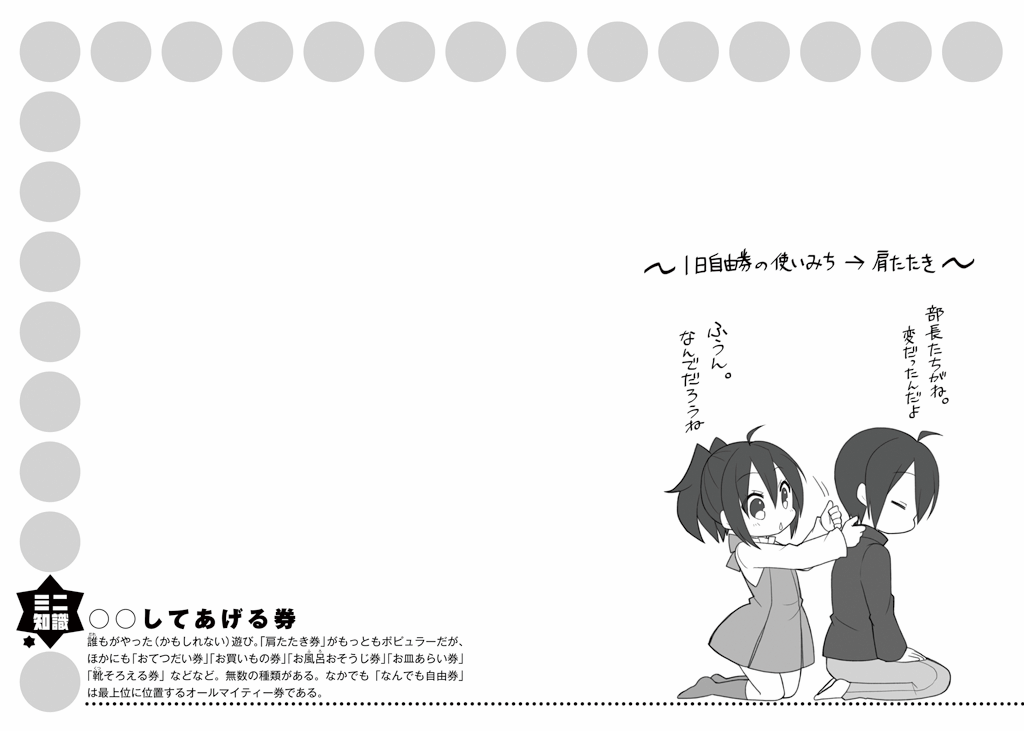 ～1日自由券の使いみち→肩たたき～
部長たちがね。
変だったんだよ
ふうん。
なんでだろうね
ミニ
知識
○○してあげる券
誰もがやった（かもしれない）遊び。「肩たたき券」がもっともポピュラーだが、
ほかにも「おてつだい券」「お買いもの券」「お風呂おそうじ券」「お皿あらい券」
「靴そろえる券」などなど。無数の種類がある。なかでも「なんでも自由券」
は最上位に位置するオールマイティー券である。